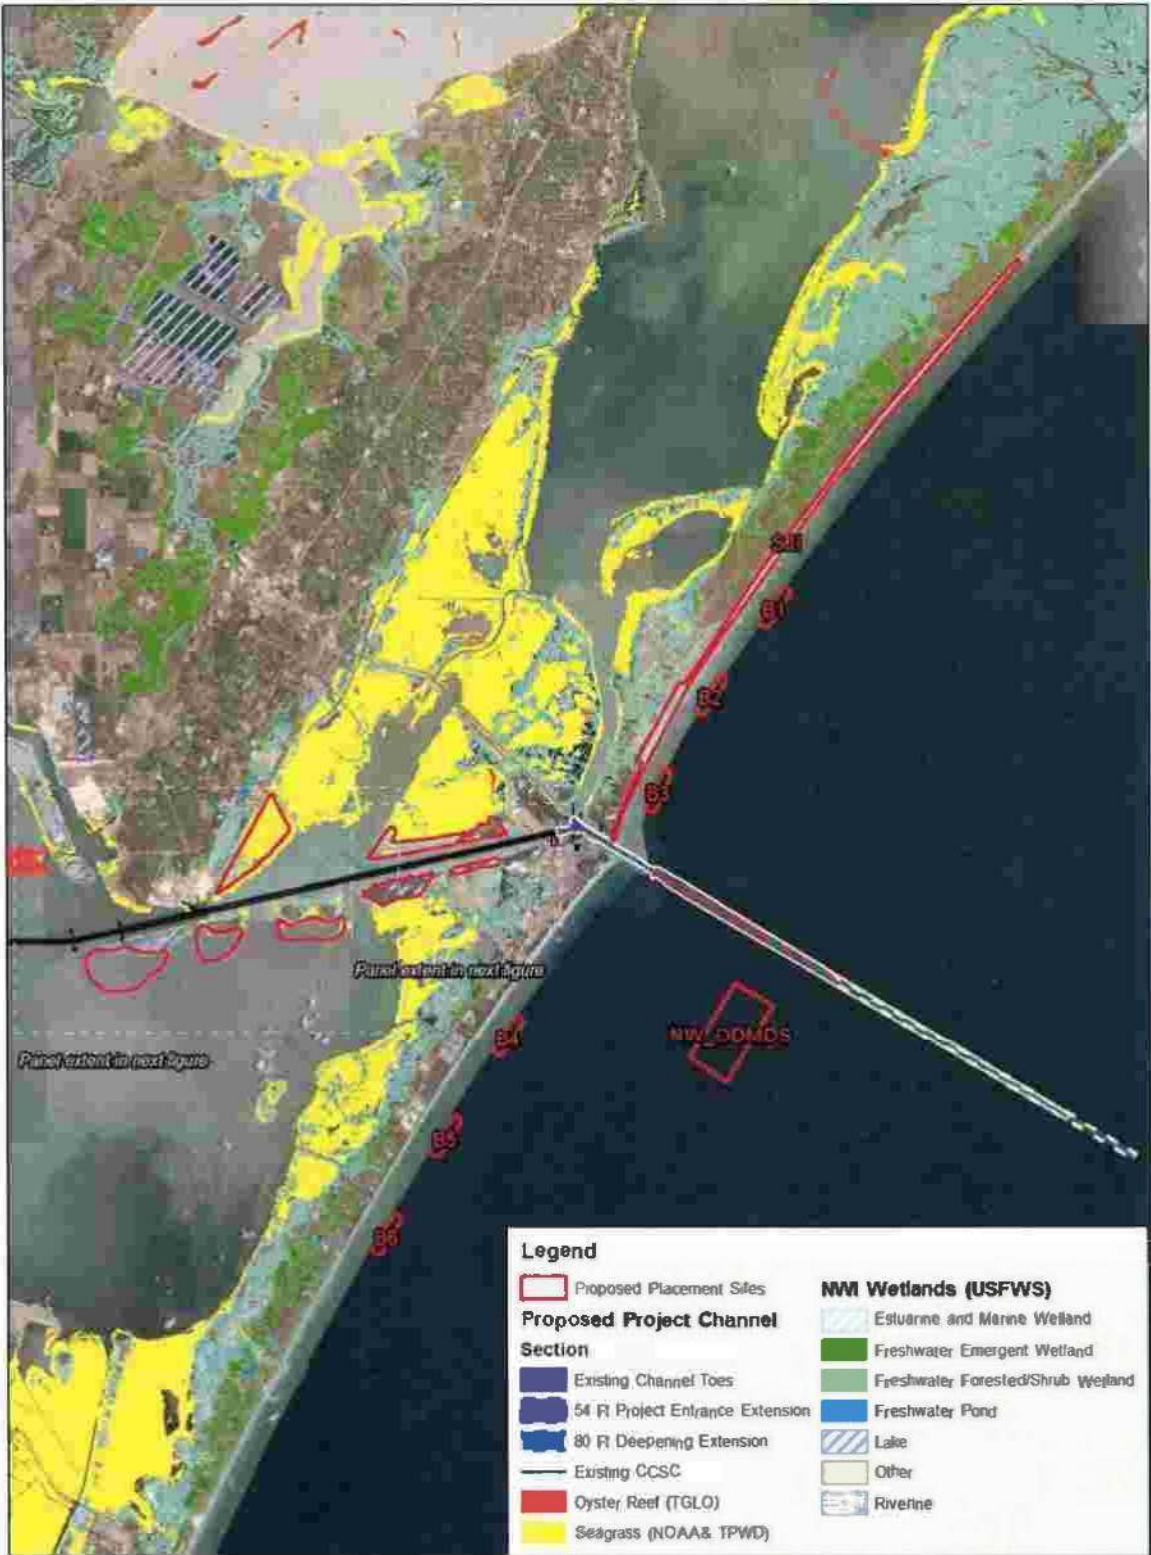 B1
B2
B3
Panel extent in next figure
NW_ODMDS
B4
Panel extent in next figure
B5
B6
Legend
Proposed Placement Sites
Proposed Project Channel
Section
Existing Channel Toes
54 Ft Project Entrance Extension
80 Ft Deepening Extension
Existing CCSC
Oyster Reef (TGLO)
Seagrass (NOAA& TPWD)
NWI Wetlands (USFWS)
Estuarine and Marine Wetland
Freshwater Emergent Wetland
Freshwater Forested/Shrub Wetland
Freshwater Pond
Lake
Other
Riverine